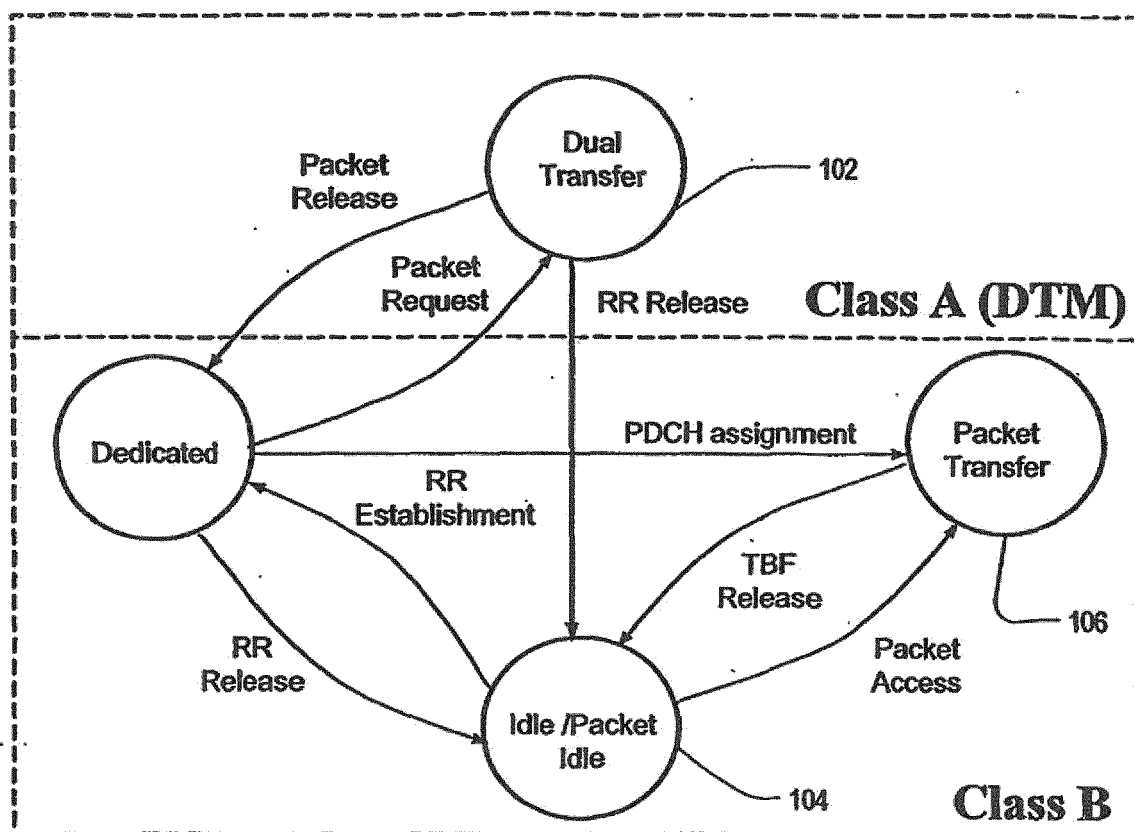 Dual
Transfer
102
Packet
Release
Packet
Request
RR Release
Class A (DTM)
Dedicated
PDCH assignment
Packet
Transfer
RR
Establishment
TBF
Release
106
RR
Release
Packet
Access
Idle /Packet
Idle
104
Class B